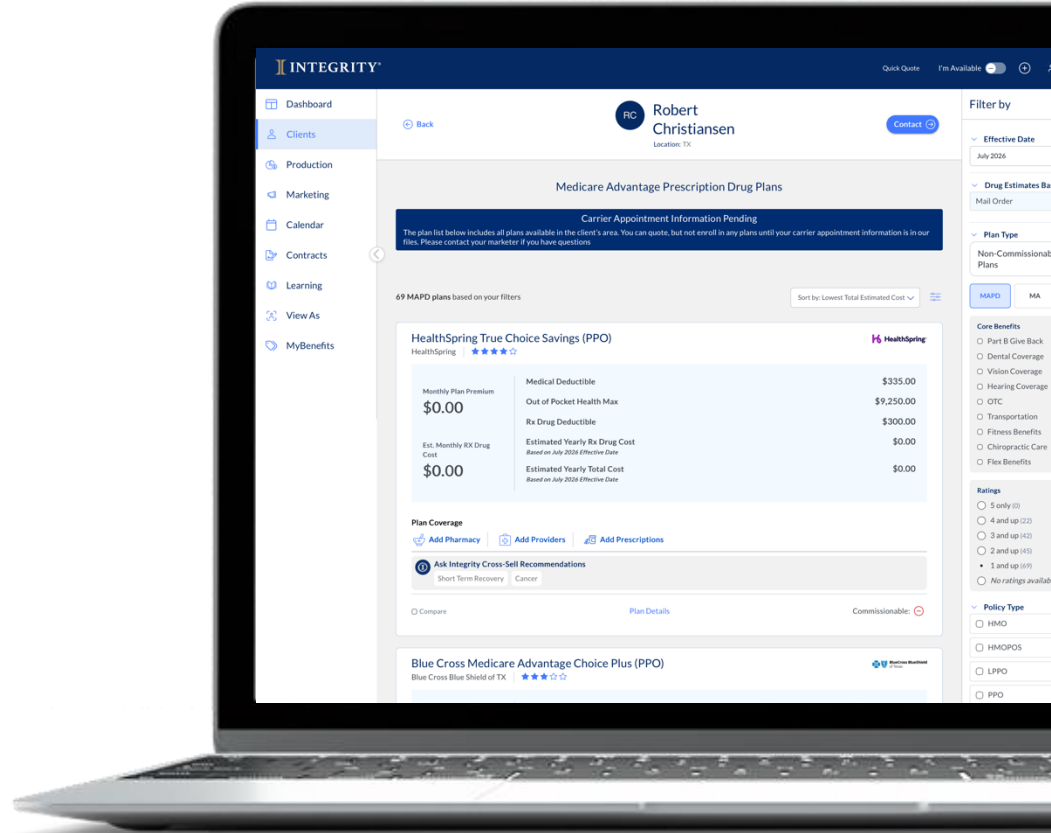 INTEGRITY®
Quick Quote
I'm Available
Dashboard
Clients
Production
Marketing
Calendar
Contracts
Learning
View As
MyBenefits
Back
RC
Robert
Christiansen
Location: TX
Contact
Medicare Advantage Prescription Drug Plans
Carrier Appointment Information Pending
The plan list below includes all plans available in the client's area. You can quote, but not enroll in any plans until your carrier appointment information is in our
files. Please contact your marketer if you have questions
69 MAPD plans based on your filters
Sort by: Lowest Total Estimated Cost
HealthSpring True Choice Savings (PPO)
HealthSpring
HealthSpring
Monthly Plan Premium
$0.00
Est. Monthly RX Drug
Cost
$0.00
Medical Deductible
$335.00
Out of Pocket Health Max
$9,250.00
Rx Drug Deductible
$300.00
Estimated Yearly Rx Drug Cost
$0.00
Based on July 2026 Effective Date
Estimated Yearly Total Cost
$0.00
Based on July 2026 Effective Date
Plan Coverage
Add Pharmacy
Add Providers
Add Prescriptions
Ask Integrity Cross-Sell Recommendations
Short Term Recovery
Cancer
Compare
Plan Details
Commissionable:
Blue Cross Medicare Advantage Choice Plus (PPO)
Blue Cross Blue Shield of TX
BlueCross BlueShield
of Texas
Filter by
Effective Date
July 2026
Drug Estimates Ba
Mail Order
Plan Type
Non-Commissionab
Plans
MAPD
MA
Core Benefits
Part B Give Back
Dental Coverage
Vision Coverage
Hearing Coverage
OTC
Transportation
Fitness Benefits
Chiropractic Care
Flex Benefits
Ratings
5 only (0)
4 and up (22)
3 and up (42)
2 and up (45)
1 and up (69)
No ratings availab
Policy Type
HMO
HMOPOS
LPPO
PPO